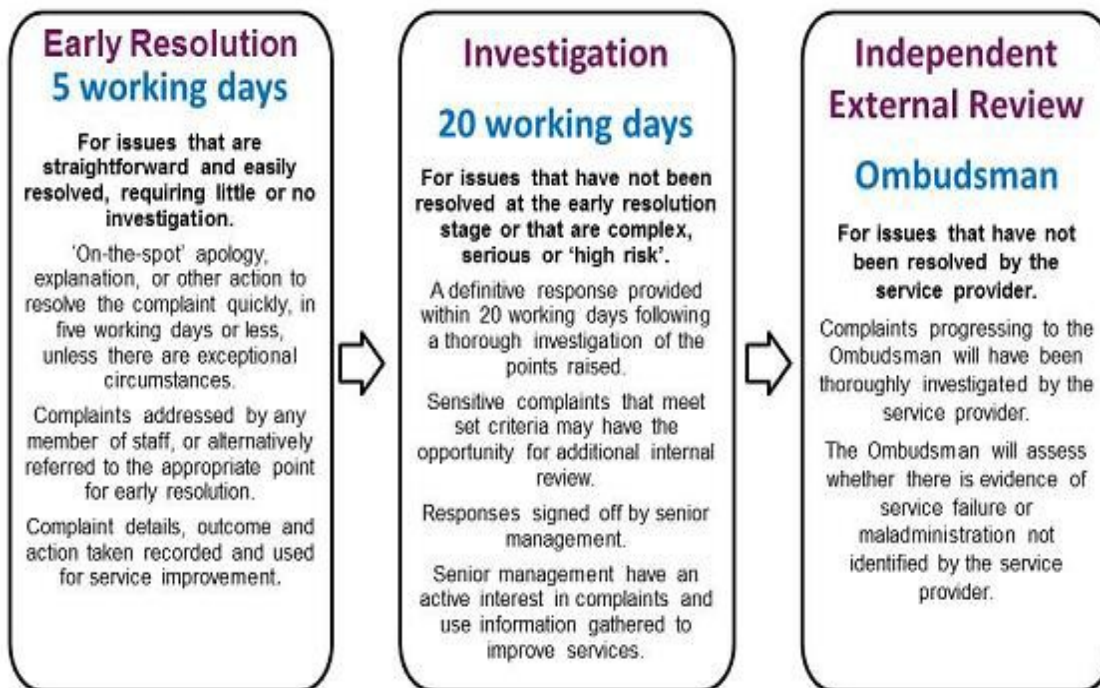 Early Resolution
5 working days
For issues that are
straightforward and easily
resolved, requiring little or no
investigation.
'On-the-spot' apology,
explanation, or other action to
resolve the complaint quickly, in
five working days or less,
unless there are exceptional
circumstances.
Complaints addressed by any
member of staff, or alternatively
referred to the appropriate point
for early resolution.
Complaint details, outcome and
action taken recorded and used
for service improvement.
Investigation
20 working days
For issues that have not been
resolved at the early resolution
stage or that are complex,
serious or 'high risk'.
A definitive response provided
within 20 working days following
a thorough investigation of the
points raised.
Sensitive complaints that meet
set criteria may have the
opportunity for additional internal
review.
Responses signed off by senior
management.
Senior management have an
active interest in complaints and
use information gathered to
improve services.
Independent
External Review
Ombudsman
For issues that have not
been resolved by the
service provider.
Complaints progressing to the
Ombudsman will have been
thoroughly investigated by the
service provider.
The Ombudsman will assess
whether there is evidence of
service failure or
maladministration not
identified by the service
provider.